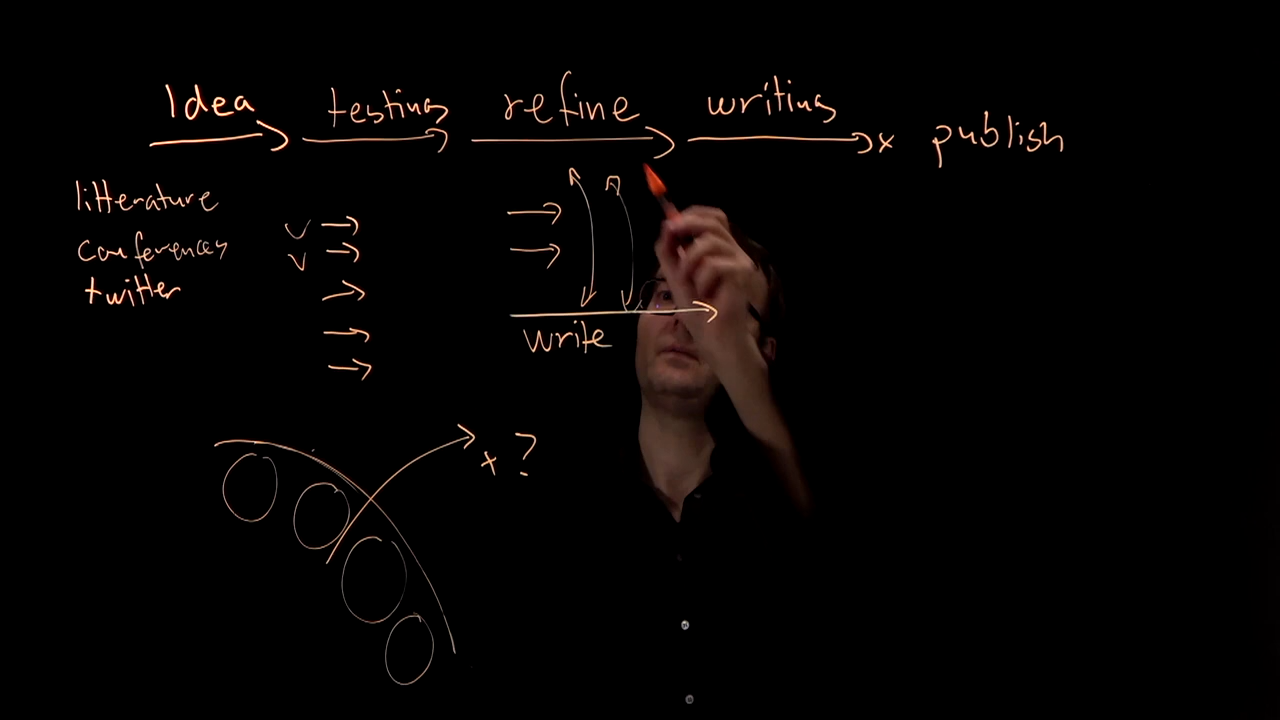 Idea testing refine writing
x publish
litterature
conferences
twitter
v
v
write
x ?